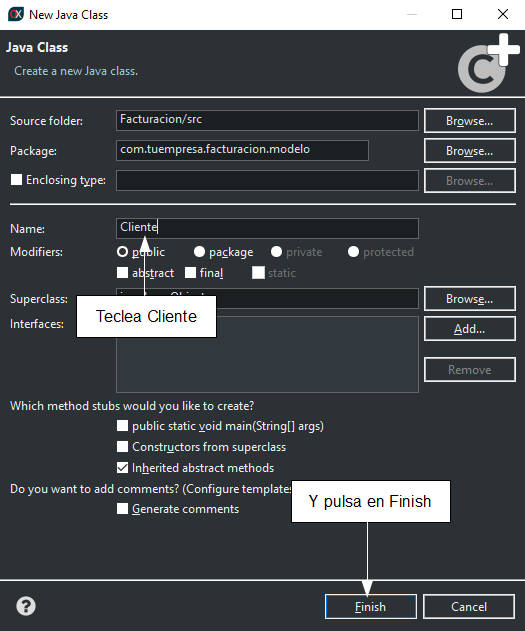 New Java Class
Java Class
Create a new Java class.
Source folder: Facturacion/src Browse...
Package: com.tuempresa.facturacion.modelo Browse...
Enclosing type: Browse...
Name: Cliente
Modifiers: public package private protected
abstract final static
Superclass: Browse...
Teclea Cliente
Interfaces: Add...
Remove
Which method stubs would you like to create?
public static void main(String[] args)
Constructors from superclass
Inherited abstract methods
Do you want to add comments? (Configure templates
Y pulsa en Finish
Generate comments
Finish Cancel